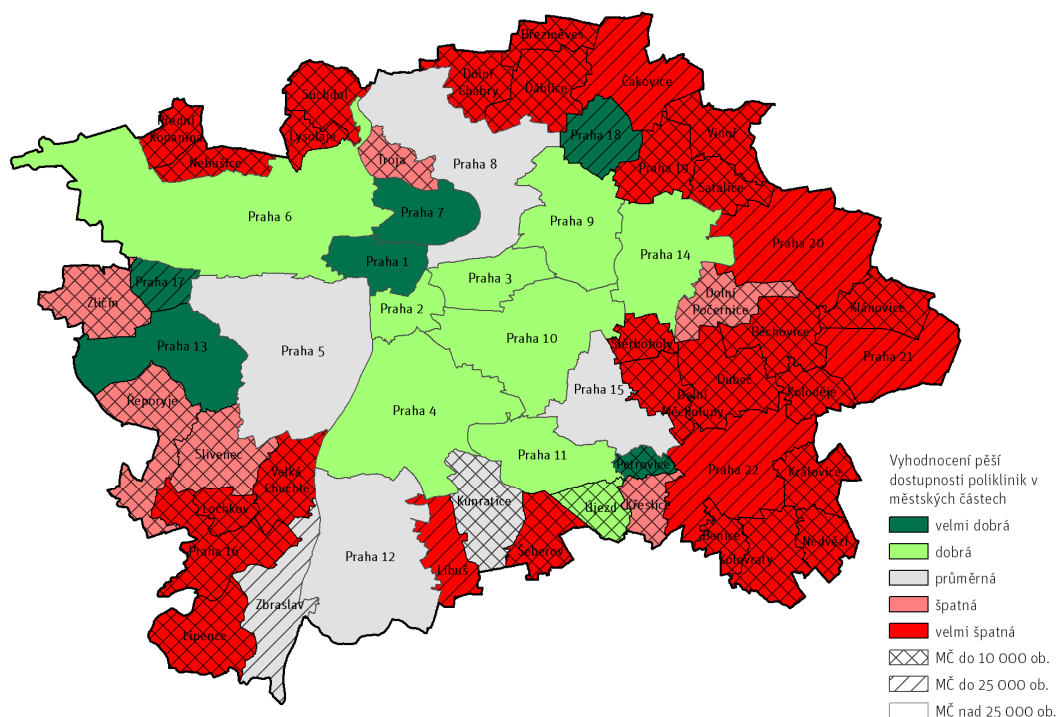 Březiněves
Dolní
Chabry
Ďáblice
Čakovice
Suchdol
Přední
Kopanina
Lysolaje
Nebušice
Troja
Praha 8
Praha 18
Vinoř
Praha 19
Satalice
Praha 6
Praha 7
Praha 9
Praha 20
Praha 1
Praha 14
Praha 17
Praha 3
Zličín
Praha 2
Dolní
Počernice
Klánovice
Praha 13
Praha 5
Praha 10
Běchovice
Štěrboholy
Praha 21
Praha 15
Dubeč
Koloděje
Řeporyje
Praha 4
Dolní
Měcholupy
Slivenec
Praha 11
Petrovice
Praha 22
Královice
Velká
Chuchle
Kunratice
Újezd
Křeslice
Lochkov
Benice
Nedvězí
Praha 16
Praha 12
Libuš
Šeberov
Kolovraty
Zbraslav
Lipence
Vyhodnocení pěší
dostupnosti poliklinik v
městských částech
velmi dobrá
dobrá
průměrná
špatná
velmi špatná
MČ do 10 000 ob.
MČ do 25 000 ob.
MČ nad 25 000 ob.